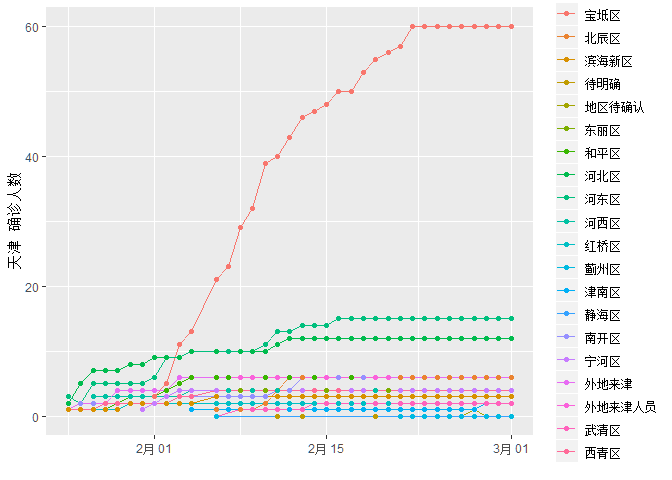 天津 确诊人数
60
40
20
0
2月 01
2月 15
3月 01
宝坻区
北辰区
滨海新区
待明确
地区待确认
东丽区
和平区
河北区
河东区
河西区
红桥区
蓟州区
津南区
静海区
南开区
宁河区
外地来津
外地来津人员
武清区
西青区